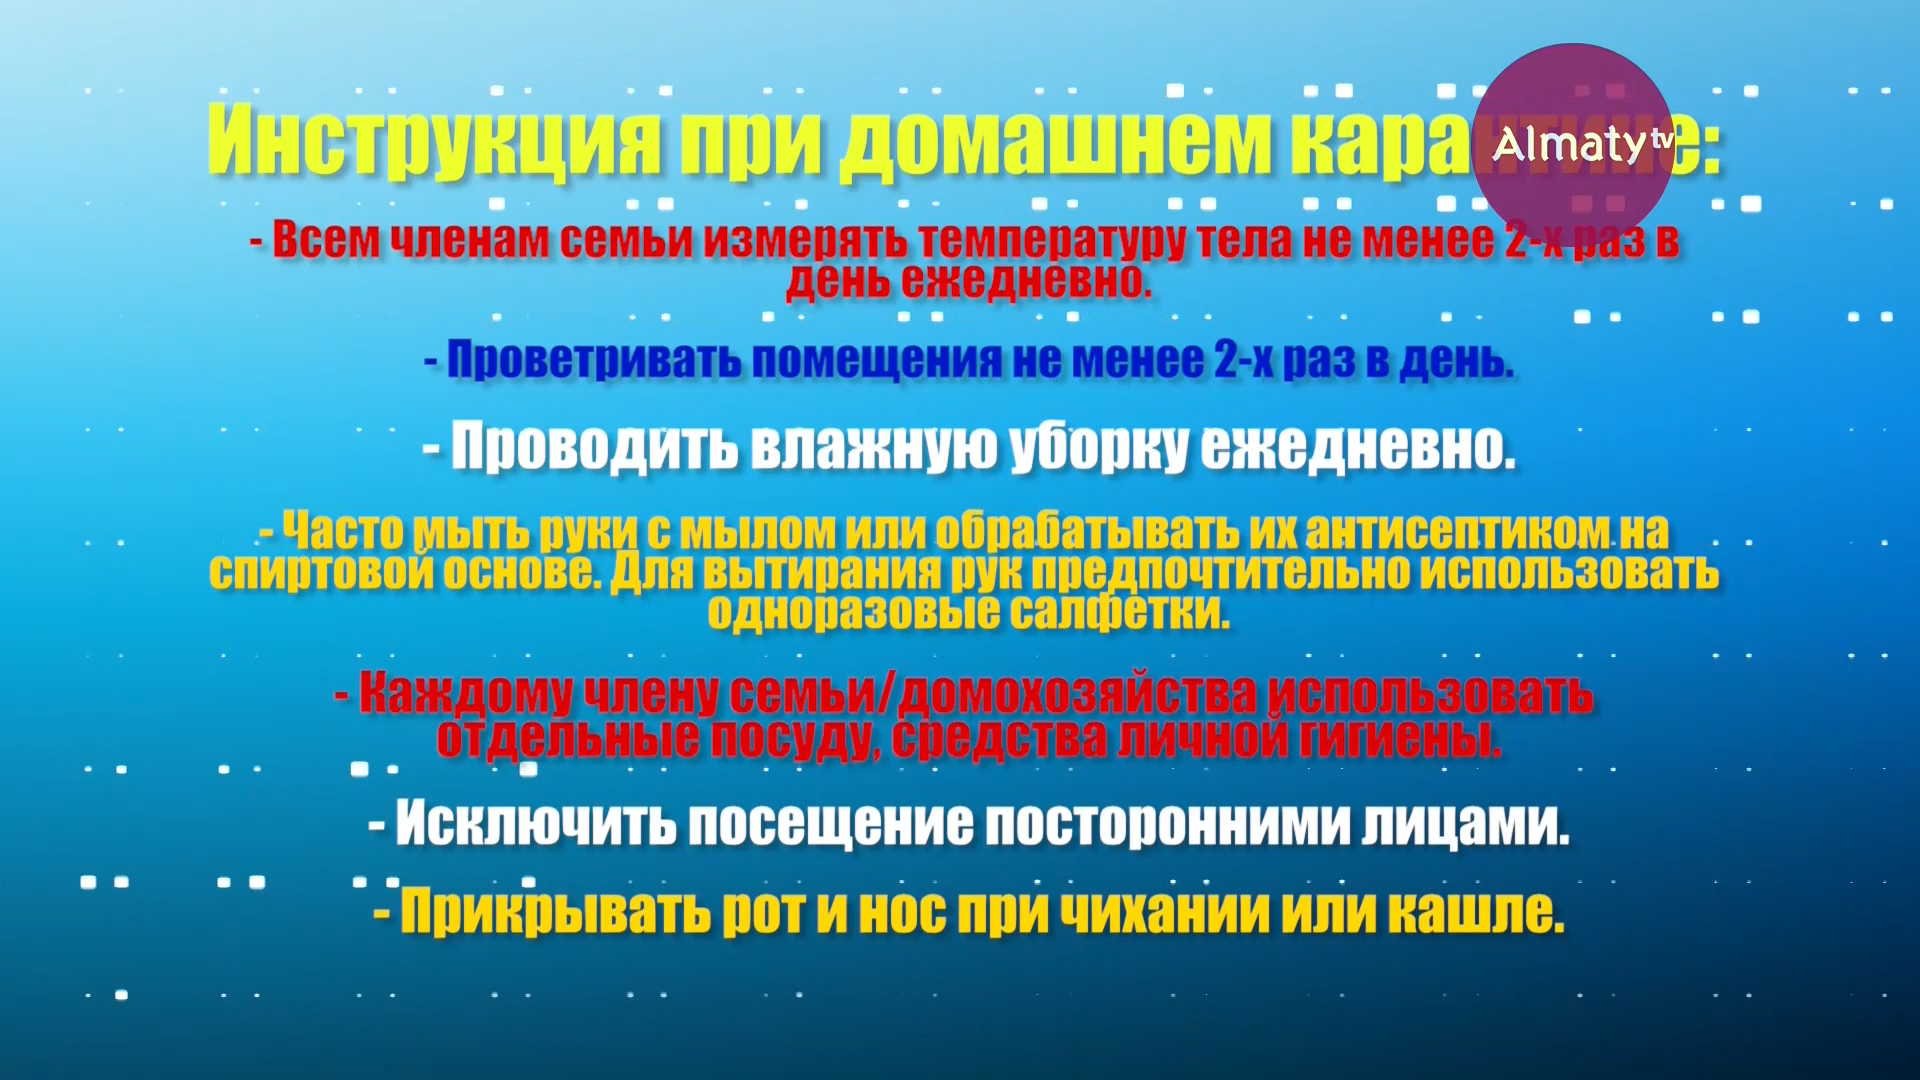 Инструкция при домашнем карантине:
Almaty tv
- Всем членам семьи измерять температуру тела не менее 2-х раз в
день ежедневно.
- Проветривать помещения не менее 2-х раз в день.
- Проводить влажную уборку ежедневно.
- Часто мыть руки с мылом или обрабатывать их антисептиком на
спиртовой основе. Для вытирания рук предпочтительно использовать
одноразовые салфетки.
- Каждому члену семьи/домохозяйства использовать
отдельные посуду, средства личной гигиены.
- Исключить посещение посторонними лицами.
- Прикрывать рот и нос при чихании или кашле.